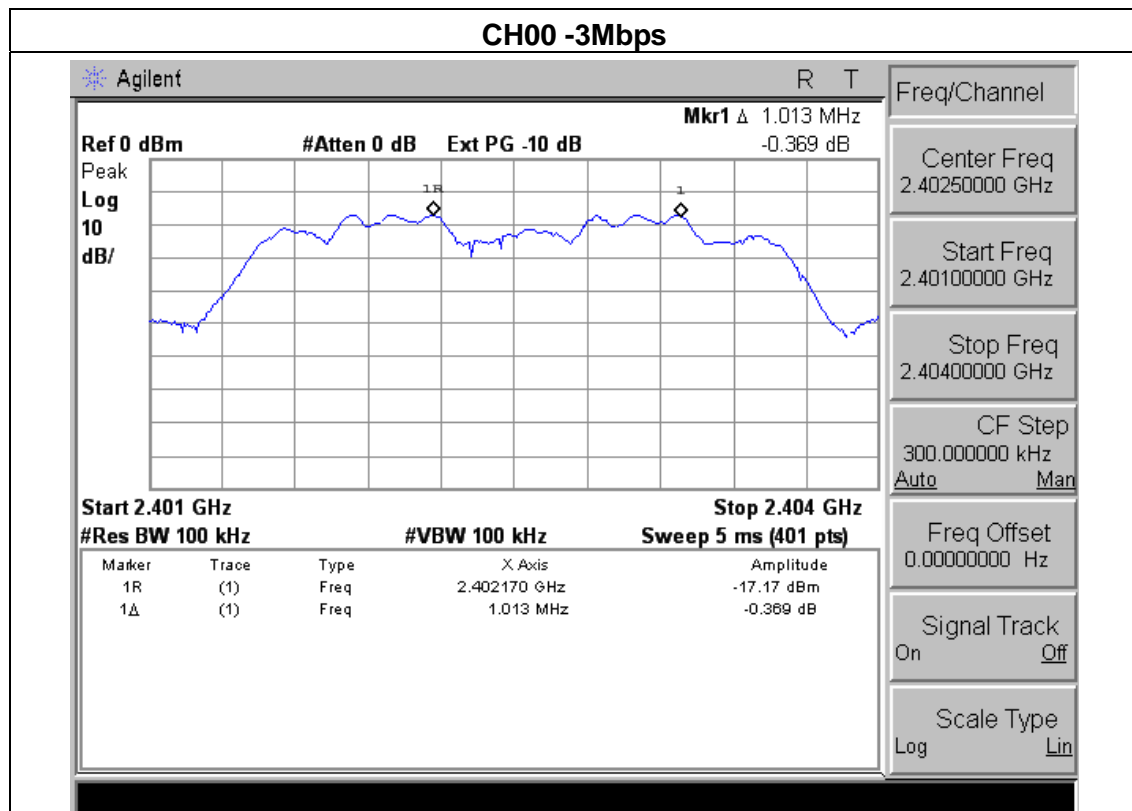 CH00 -3Mbps
Agilent R T
Mkr1 Δ 1.013 MHz
Ref 0 dBm #Atten 0 dB Ext PG -10 dB -0.369 dB
Peak
Log
10
dB/
1R
1
Start 2.401 GHz Stop 2.404 GHz
#Res BW 100 kHz #VBW 100 kHz Sweep 5 ms (401 pts)
Marker Trace Type X Axis Amplitude
1R (1) Freq 2.402170 GHz -17.17 dBm
1Δ (1) Freq 1.013 MHz -0.369 dB
Freq/Channel
Center Freq
2.40250000 GHz
Start Freq
2.40100000 GHz
Stop Freq
2.40400000 GHz
CF Step
300.000000 kHz
Auto Man
Freq Offset
0.00000000 Hz
Signal Track
On Off
Scale Type
Log Lin